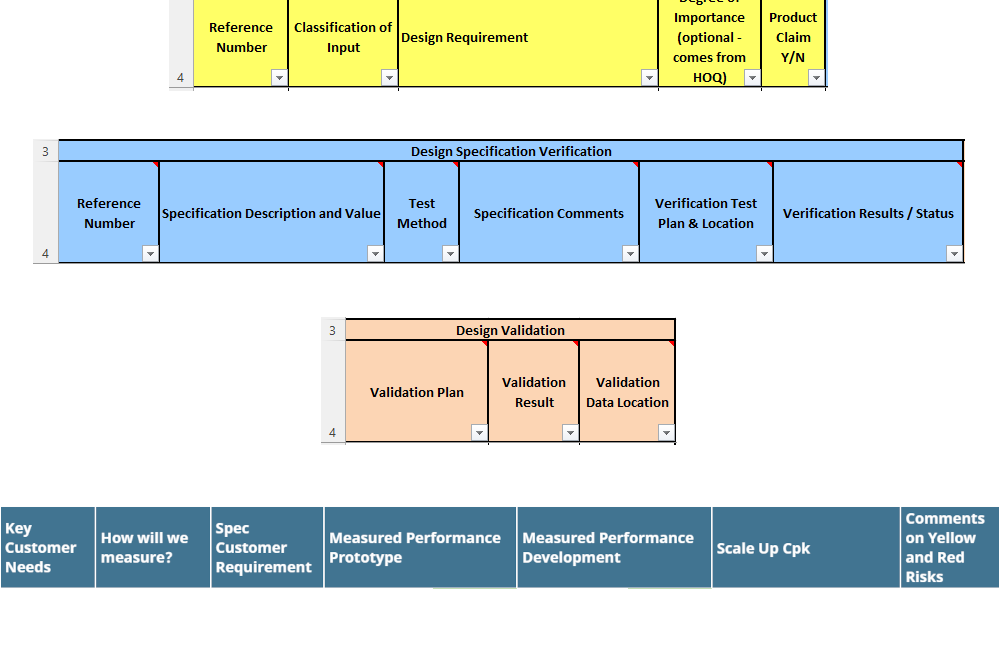 Degree of
Reference Number
Classification of Input
Design Requirement
Importance (optional - comes from HOQ)
Product Claim Y/N
4
3
Design Specification Verification
Reference Number
Specification Description and Value
Test Method
Specification Comments
Verification Test Plan & Location
Verification Results / Status
4
3
Design Validation
Validation Plan
Validation Result
Validation Data Location
4
Key Customer Needs
How will we measure?
Spec Customer Requirement
Measured Performance Prototype
Measured Performance Development
Scale Up Cpk
Comments on Yellow and Red Risks